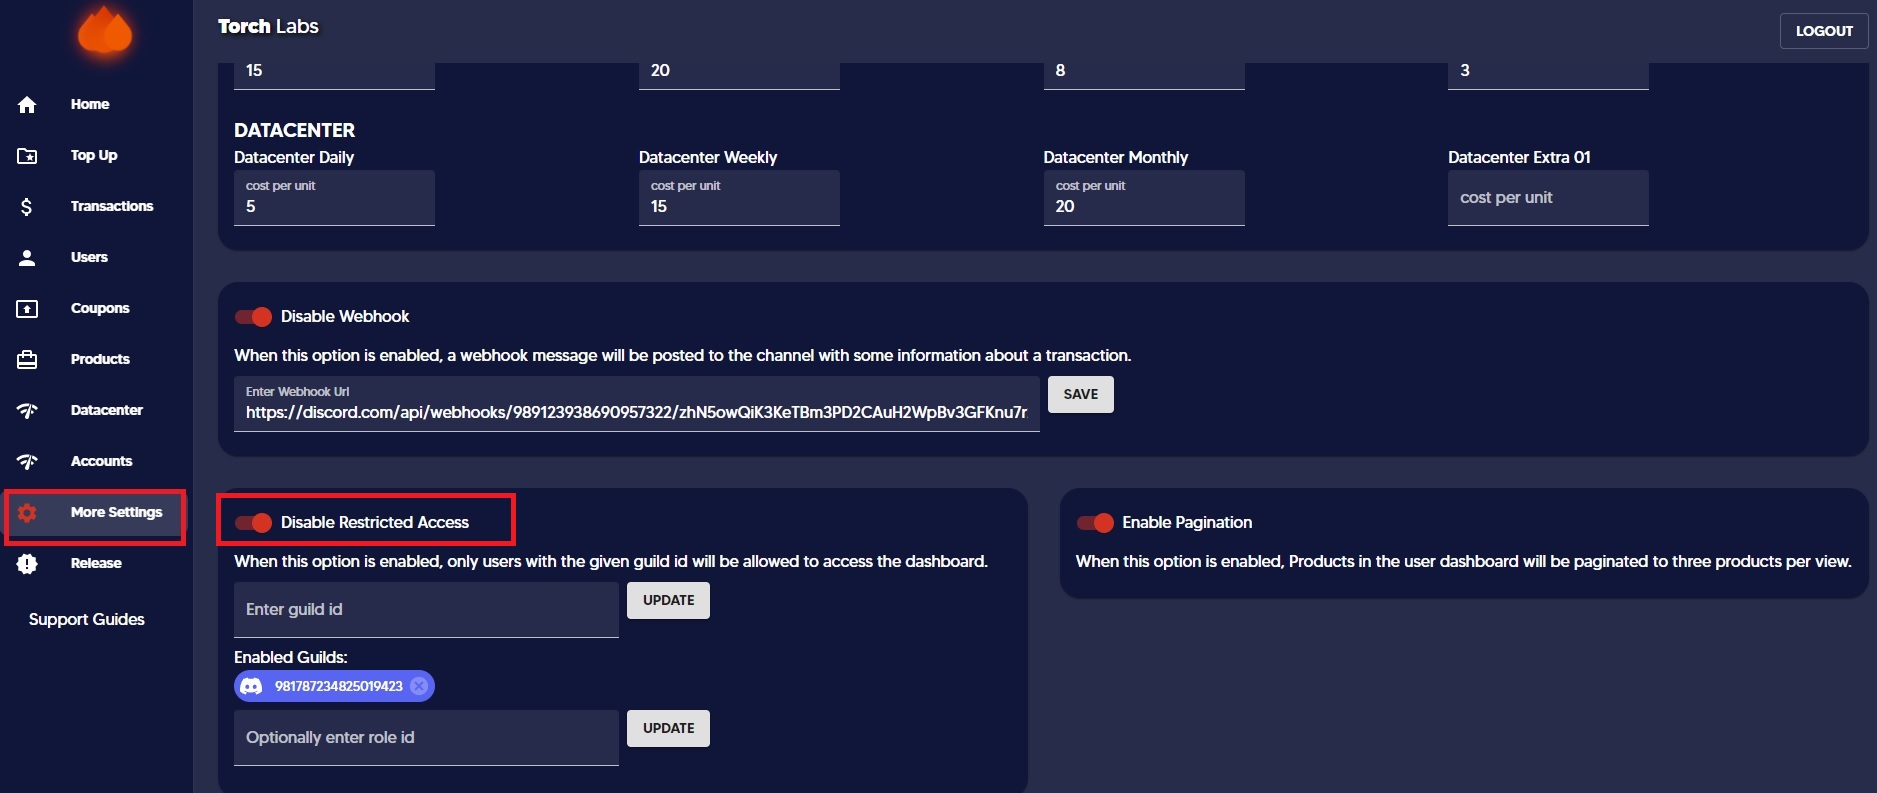 Torch Labs
LOGOUT
Home
Top Up
Transactions
Users
Coupons
Products
Datacenter
Accounts
More Settings
Release
Support Guides
15 20 8 3
DATACENTER
Datacenter Daily Datacenter Weekly Datacenter Monthly Datacenter Extra 01
cost per unit cost per unit cost per unit cost per unit
5 15 20
Disable Webhook
When this option is enabled, a webhook message will be posted to the channel with some information about a transaction.
Enter Webhook Url
https://discord.com/api/webhooks/989123938690957322/zhN5owQiK3KeTBm3PD2CAuH2WpBv3GFKnu7r
SAVE
Disable Restricted Access
When this option is enabled, only users with the given guild id will be allowed to access the dashboard.
Enter guild id
UPDATE
Enabled Guilds:
981787234825019423
Optionally enter role id
UPDATE
Enable Pagination
When this option is enabled, Products in the user dashboard will be paginated to three products per view.